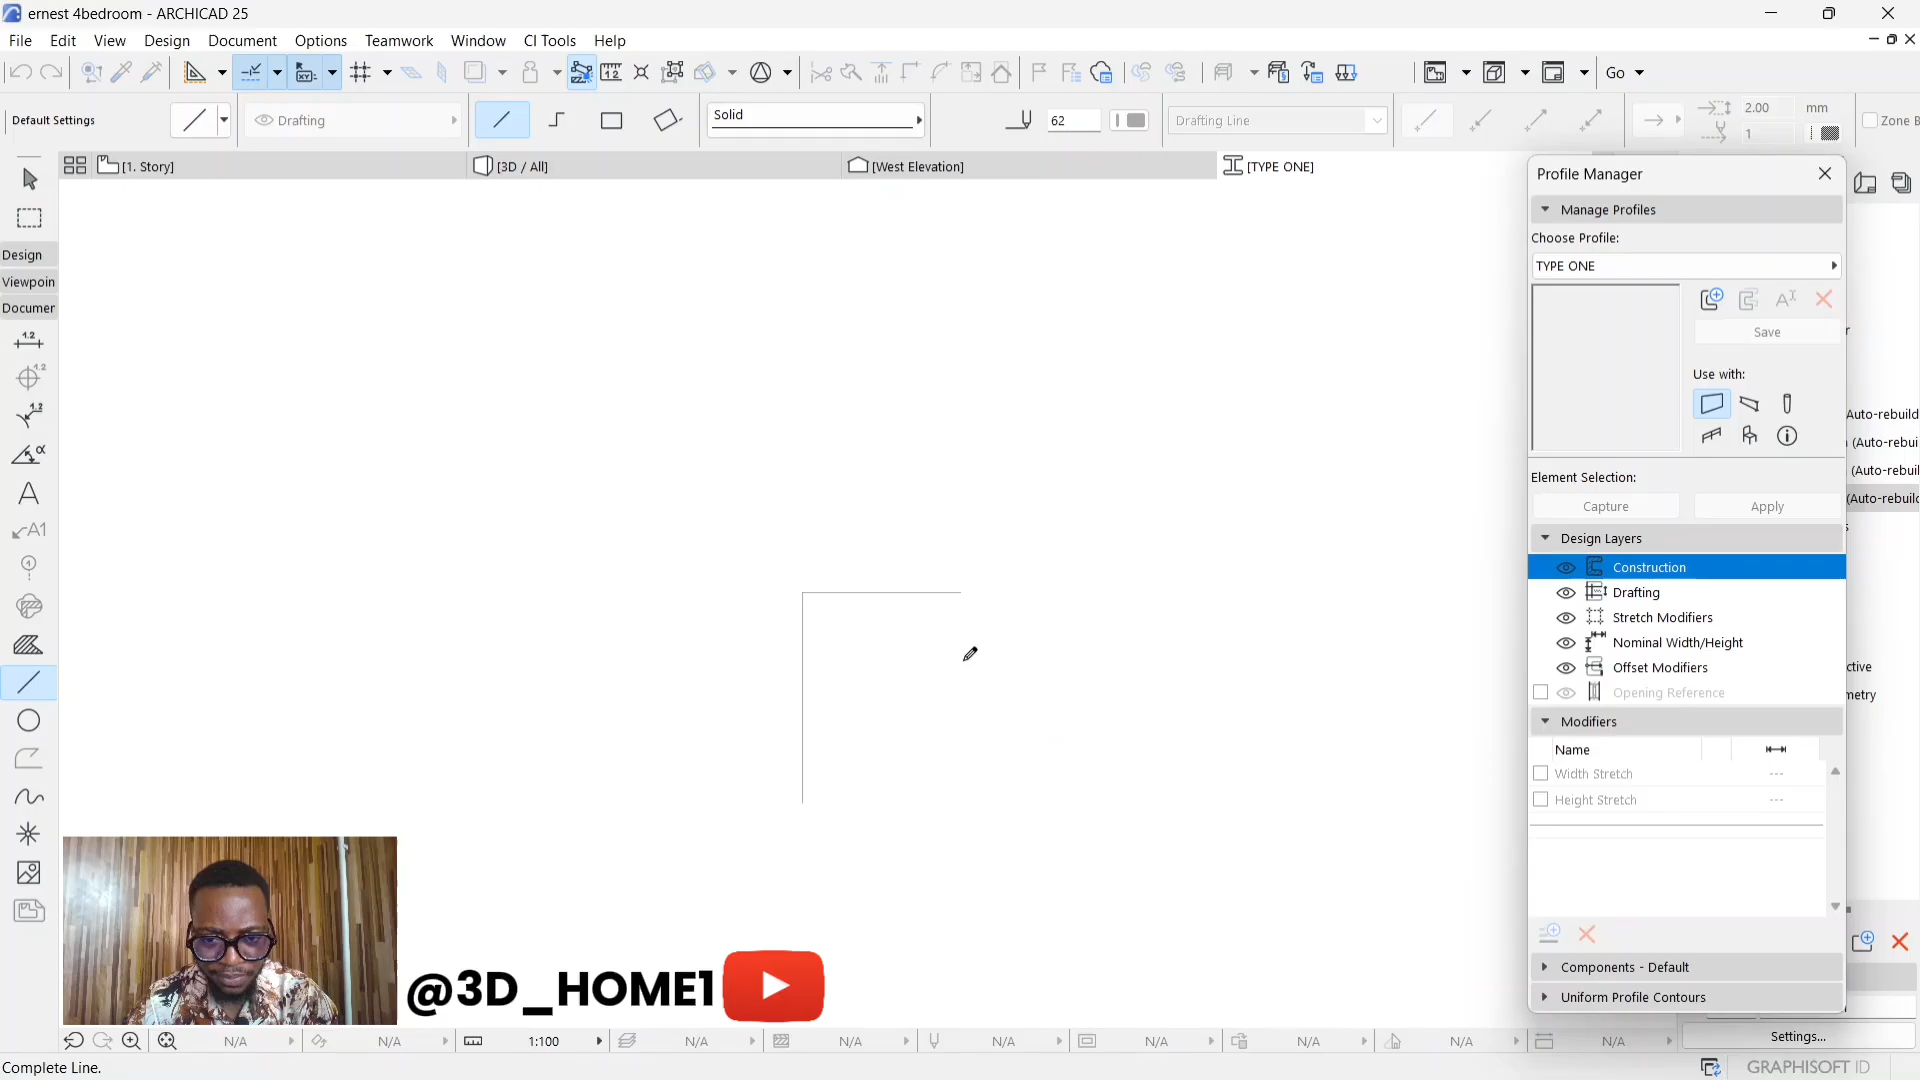 ernest 4bedroom - ARCHICAD 25
File Edit View Design Document Options Teamwork Window CI Tools Help
Go
Default Settings
Drafting
Solid
62
Drafting Line
2.00 mm
1
Zone B
[1. Story]
[3D / All]
[West Elevation]
[TYPE ONE]
Design
Viewpoin
Documer
Profile Manager
Manage Profiles
Choose Profile:
TYPE ONE
Save
Use with:
Element Selection:
Capture
Apply
Design Layers
Construction
Drafting
Stretch Modifiers
Nominal Width/Height
Offset Modifiers
Opening Reference
Modifiers
Name
Width Stretch ---
Height Stretch ---
Components - Default
Uniform Profile Contours
Auto-rebuild
(Auto-rebui
(Auto-rebuil
(Auto-rebuilc
ctive
metry
@3D_HOME1
N/A N/A 1:100 N/A N/A N/A N/A N/A N/A N/A
Settings...
Complete Line.
GRAPHISOFT ID